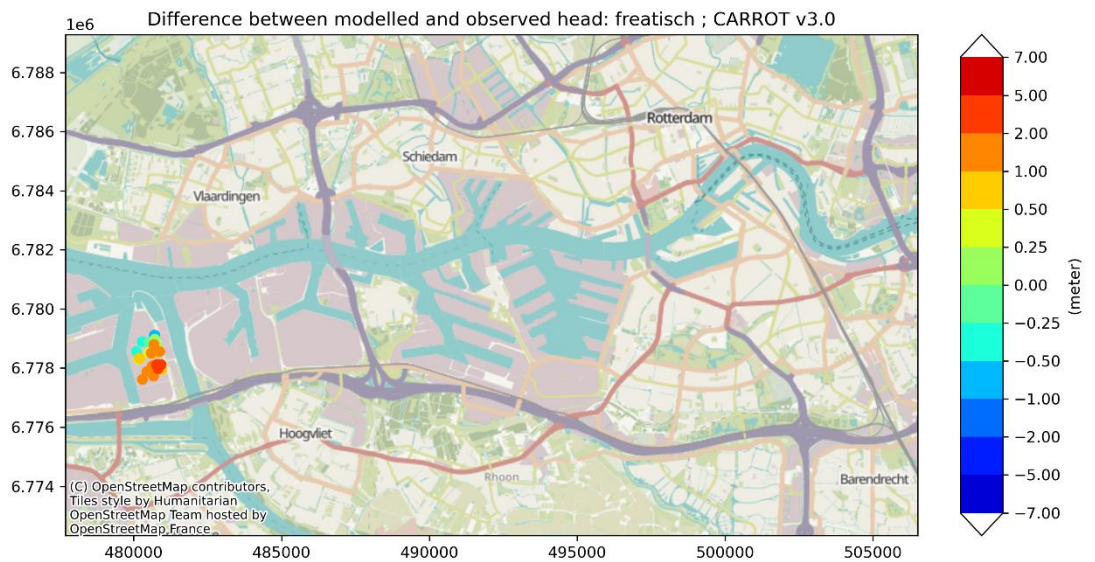 Difference between modelled and observed head: freatisch ; CARROT v3.0
1e6
6.788
6.786
6.784
6.782
6.780
6.778
6.776
6.774
Rotterdam
Schiedam
Vlaardingen
Hoogvliet
Rhoon
Barendrecht
(C) OpenStreetMap contributors,
Tiles style by Humanitarian
OpenStreetMap Team hosted by
OpenStreetMap France
480000
485000
490000
495000
500000
505000
7.00
5.00
2.00
1.00
0.50
0.25
0.00
−0.25
−0.50
−1.00
−2.00
−5.00
−7.00
(meter)